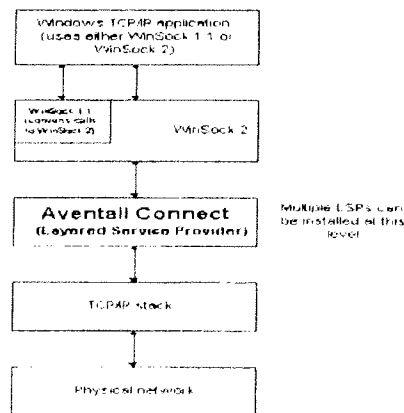 Windows TCP/IP application
(uses either WinSock 1.1 or
WinSock 2)
WinSock 1.1
(converts calls
to WinSock 2)
WinSock 2
Aventail Connect
(Layered Service Provider)
Multiple LSPs can
be installed at this
level
TCP/IP stack
Physical network